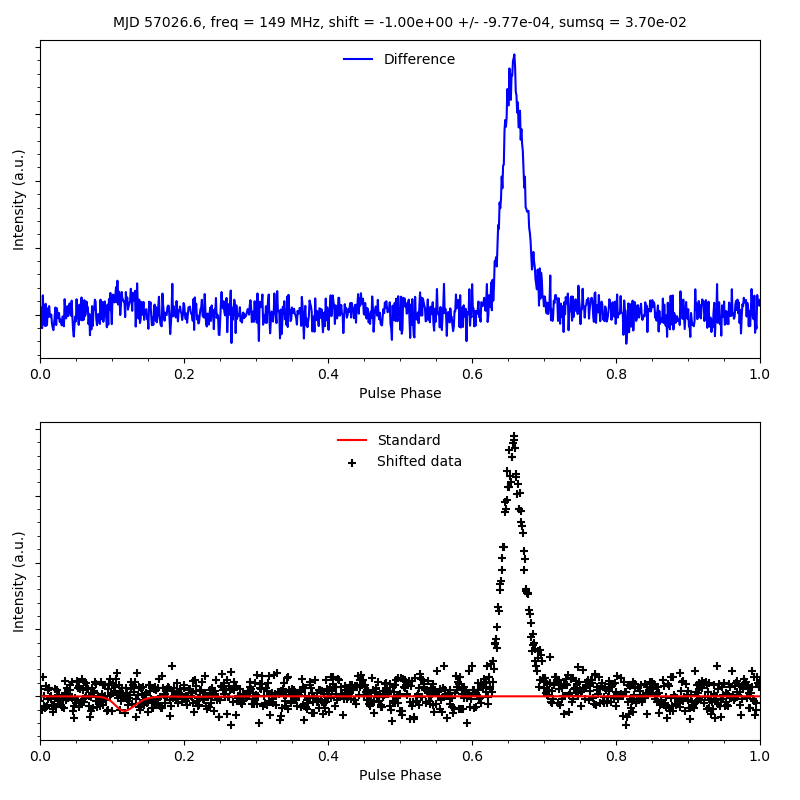 MJD 57026.6, freq = 149 MHz, shift = -1.00e+00 +/- -9.77e-04, sumsq = 3.70e-02
Difference
Intensity (a.u.)
0.0 0.2 0.4 0.6 0.8 1.0
Pulse Phase
Standard
Shifted data
Intensity (a.u.)
0.0 0.2 0.4 0.6 0.8 1.0
Pulse Phase